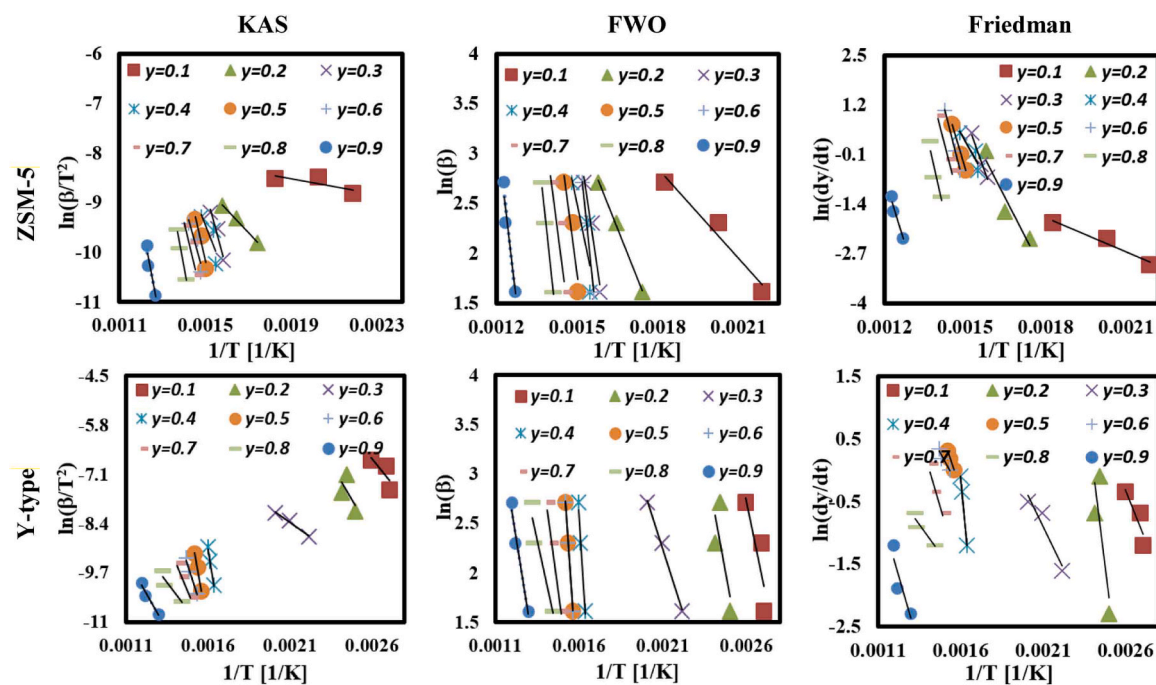 KAS FWO Friedman
ZSM-5
ln(β/T²)
-6
-7
-8
-9
-10
-11
y=0.1 y=0.2 y=0.3
y=0.4 y=0.5 y=0.6
y=0.7 y=0.8 y=0.9
0.0011 0.0015 0.0019 0.0023
1/T [1/K]
ln(β)
4
3.5
3
2.5
2
1.5
y=0.1 y=0.2 y=0.3
y=0.4 y=0.5 y=0.6
y=0.7 y=0.8 y=0.9
0.0012 0.0015 0.0018 0.0021
1/T [1/K]
ln(dy/dt)
2.5
1.2
-0.1
-1.4
-2.7
-4
y=0.1 y=0.2
y=0.3 y=0.4
y=0.5 y=0.6
y=0.7 y=0.8
y=0.9
0.0012 0.0015 0.0018 0.0021
1/T [1/K]
Y-type
ln(β/T²)
-4.5
-5.8
-7.1
-8.4
-9.7
-11
y=0.1 y=0.2 y=0.3
y=0.4 y=0.5 y=0.6
y=0.7 y=0.8 y=0.9
0.0011 0.0016 0.0021 0.0026
1/T [1/K]
ln(β)
4
3.5
3
2.5
2
1.5
y=0.1 y=0.2 y=0.3
y=0.4 y=0.5 y=0.6
y=0.7 y=0.8 y=0.9
0.0011 0.0016 0.0021 0.0026
1/T [1/K]
ln(dy/dt)
1.5
0.5
-0.5
-1.5
-2.5
y=0.1 y=0.2 y=0.3
y=0.4 y=0.5 y=0.6
y=0.7 y=0.8
y=0.9
0.0011 0.0016 0.0021 0.0026
1/T [1/K]